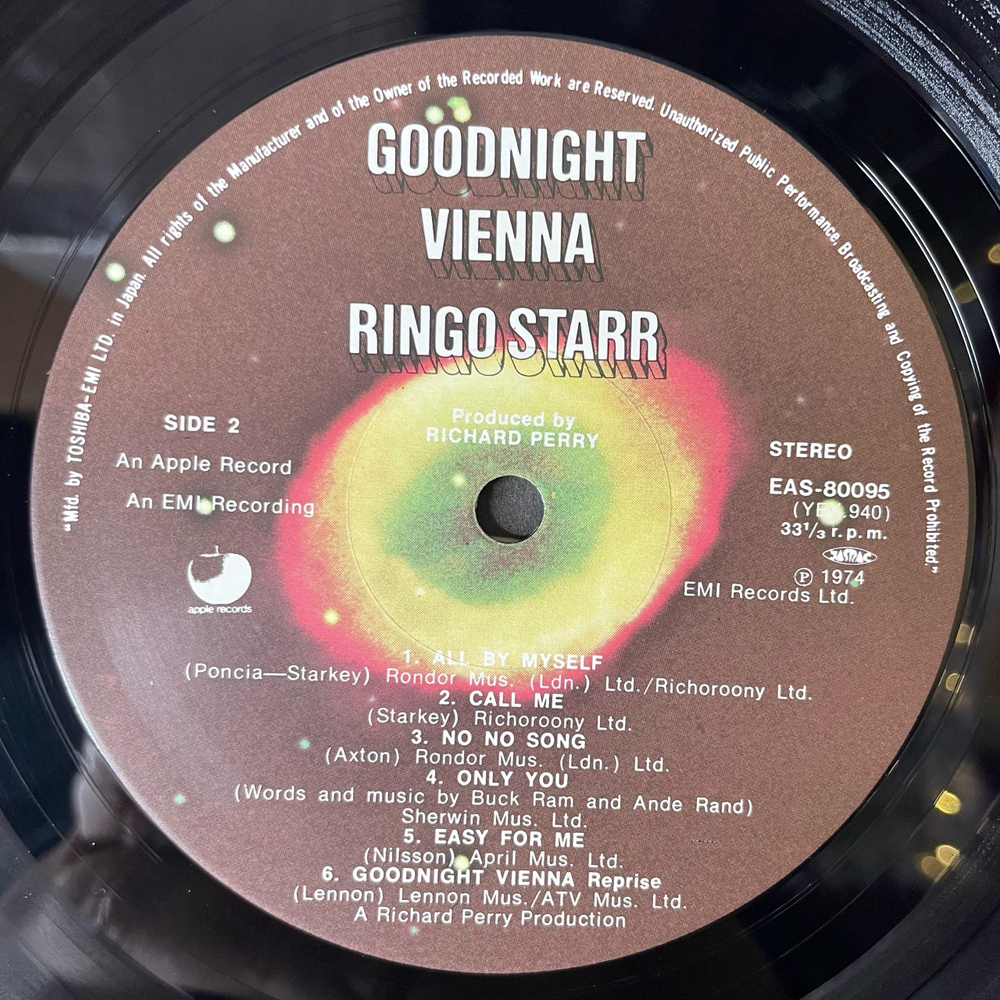 "Mfd. by TOSHIBA-EMI LTD. in Japan. All rights of the Manufacturer and of the Owner of the Recorded Work are Reserved. Unauthorized Public Performance, Broadcasting and Copying of the Record Prohibited."
GOODNIGHT
VIENNA
RINGO STARR
Produced by
RICHARD PERRY
SIDE 2
An Apple Record
An EMI Recording
apple records
STEREO
EAS-80095
(YEX.940)
33 1/3 r.p.m.
JASRAC
Ⓟ 1974
EMI Records Ltd.
1. ALL BY MYSELF
(Poncia—Starkey) Rondor Mus. (Ldn.) Ltd./Richoroony Ltd.
2. CALL ME
(Starkey) Richoroony Ltd.
3. NO NO SONG
(Axton) Rondor Mus. (Ldn.) Ltd.
4. ONLY YOU
(Words and music by Buck Ram and Ande Rand)
Sherwin Mus. Ltd.
5. EASY FOR ME
(Nilsson) April Mus. Ltd.
6. GOODNIGHT VIENNA Reprise
(Lennon) Lennon Mus./ATV Mus. Ltd.
A Richard Perry Production